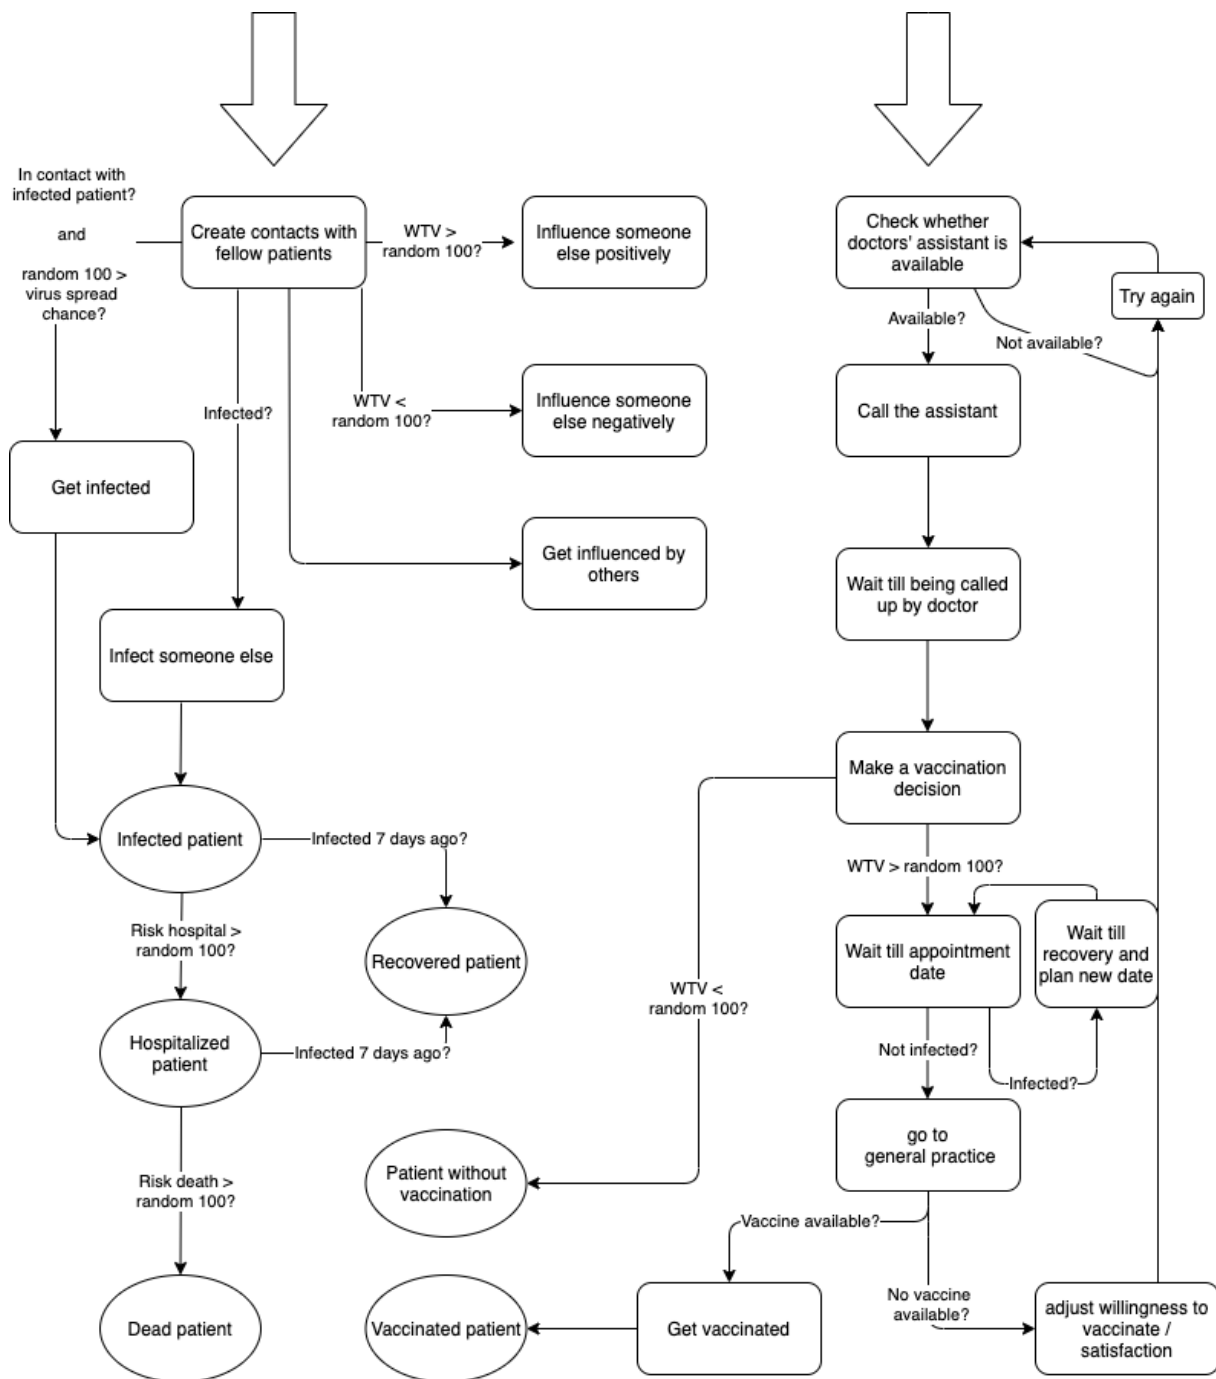 In contact with
infected patient?
and
random 100 >
virus spread
chance?
Create contacts with
fellow patients
WTV >
random 100?
Influence someone
else positively
Infected?
WTV <
random 100?
Influence someone
else negatively
Get infected
Get influenced by
others
Infect someone else
Infected patient
Infected 7 days ago?
Risk hospital >
random 100?
Recovered patient
Hospitalized
patient
Infected 7 days ago?
Risk death >
random 100?
Dead patient
Check whether
doctors' assistant is
available
Try again
Available?
Not available?
Call the assistant
Wait till being called
up by doctor
Make a vaccination
decision
WTV > random 100?
WTV <
random 100?
Wait till appointment
date
Wait till
recovery and
plan new date
Not infected?
Infected?
go to
general practice
Patient without
vaccination
Vaccine available?
No vaccine
available?
Get vaccinated
Vaccinated patient
adjust willingness to
vaccinate /
satisfaction